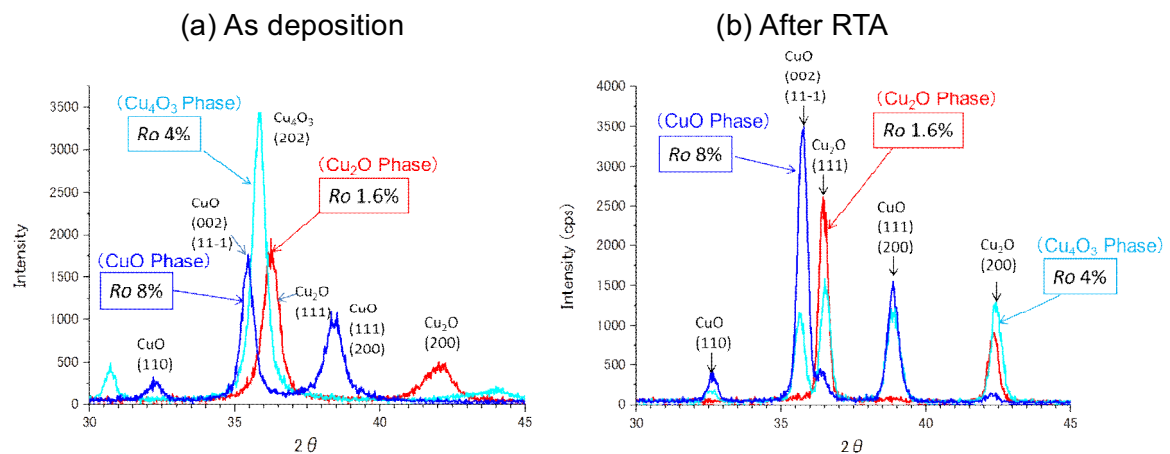 (a) As deposition
(b) After RTA
3500
3000
2500
2000
1500
1000
500
0
30
35
40
45
Intensity
2θ
(Cu₄O₃ Phase)
Ro 4%
Cu₄O₃
(202)
(Cu₂O Phase)
Ro 1.6%
CuO
(002)
(11-1)
(CuO Phase)
Ro 8%
Cu₂O
(111)
CuO
(111)
(200)
Cu₂O
(200)
CuO
(110)
4000
3500
3000
2500
2000
1500
1000
500
0
30
35
40
45
Intensity (cps)
2θ
CuO
(002)
(11-1)
(CuO Phase)
Ro 8%
(Cu₂O Phase)
Ro 1.6%
Cu₂O
(111)
CuO
(111)
(200)
Cu₂O
(200)
(Cu₄O₃ Phase)
Ro 4%
CuO
(110)